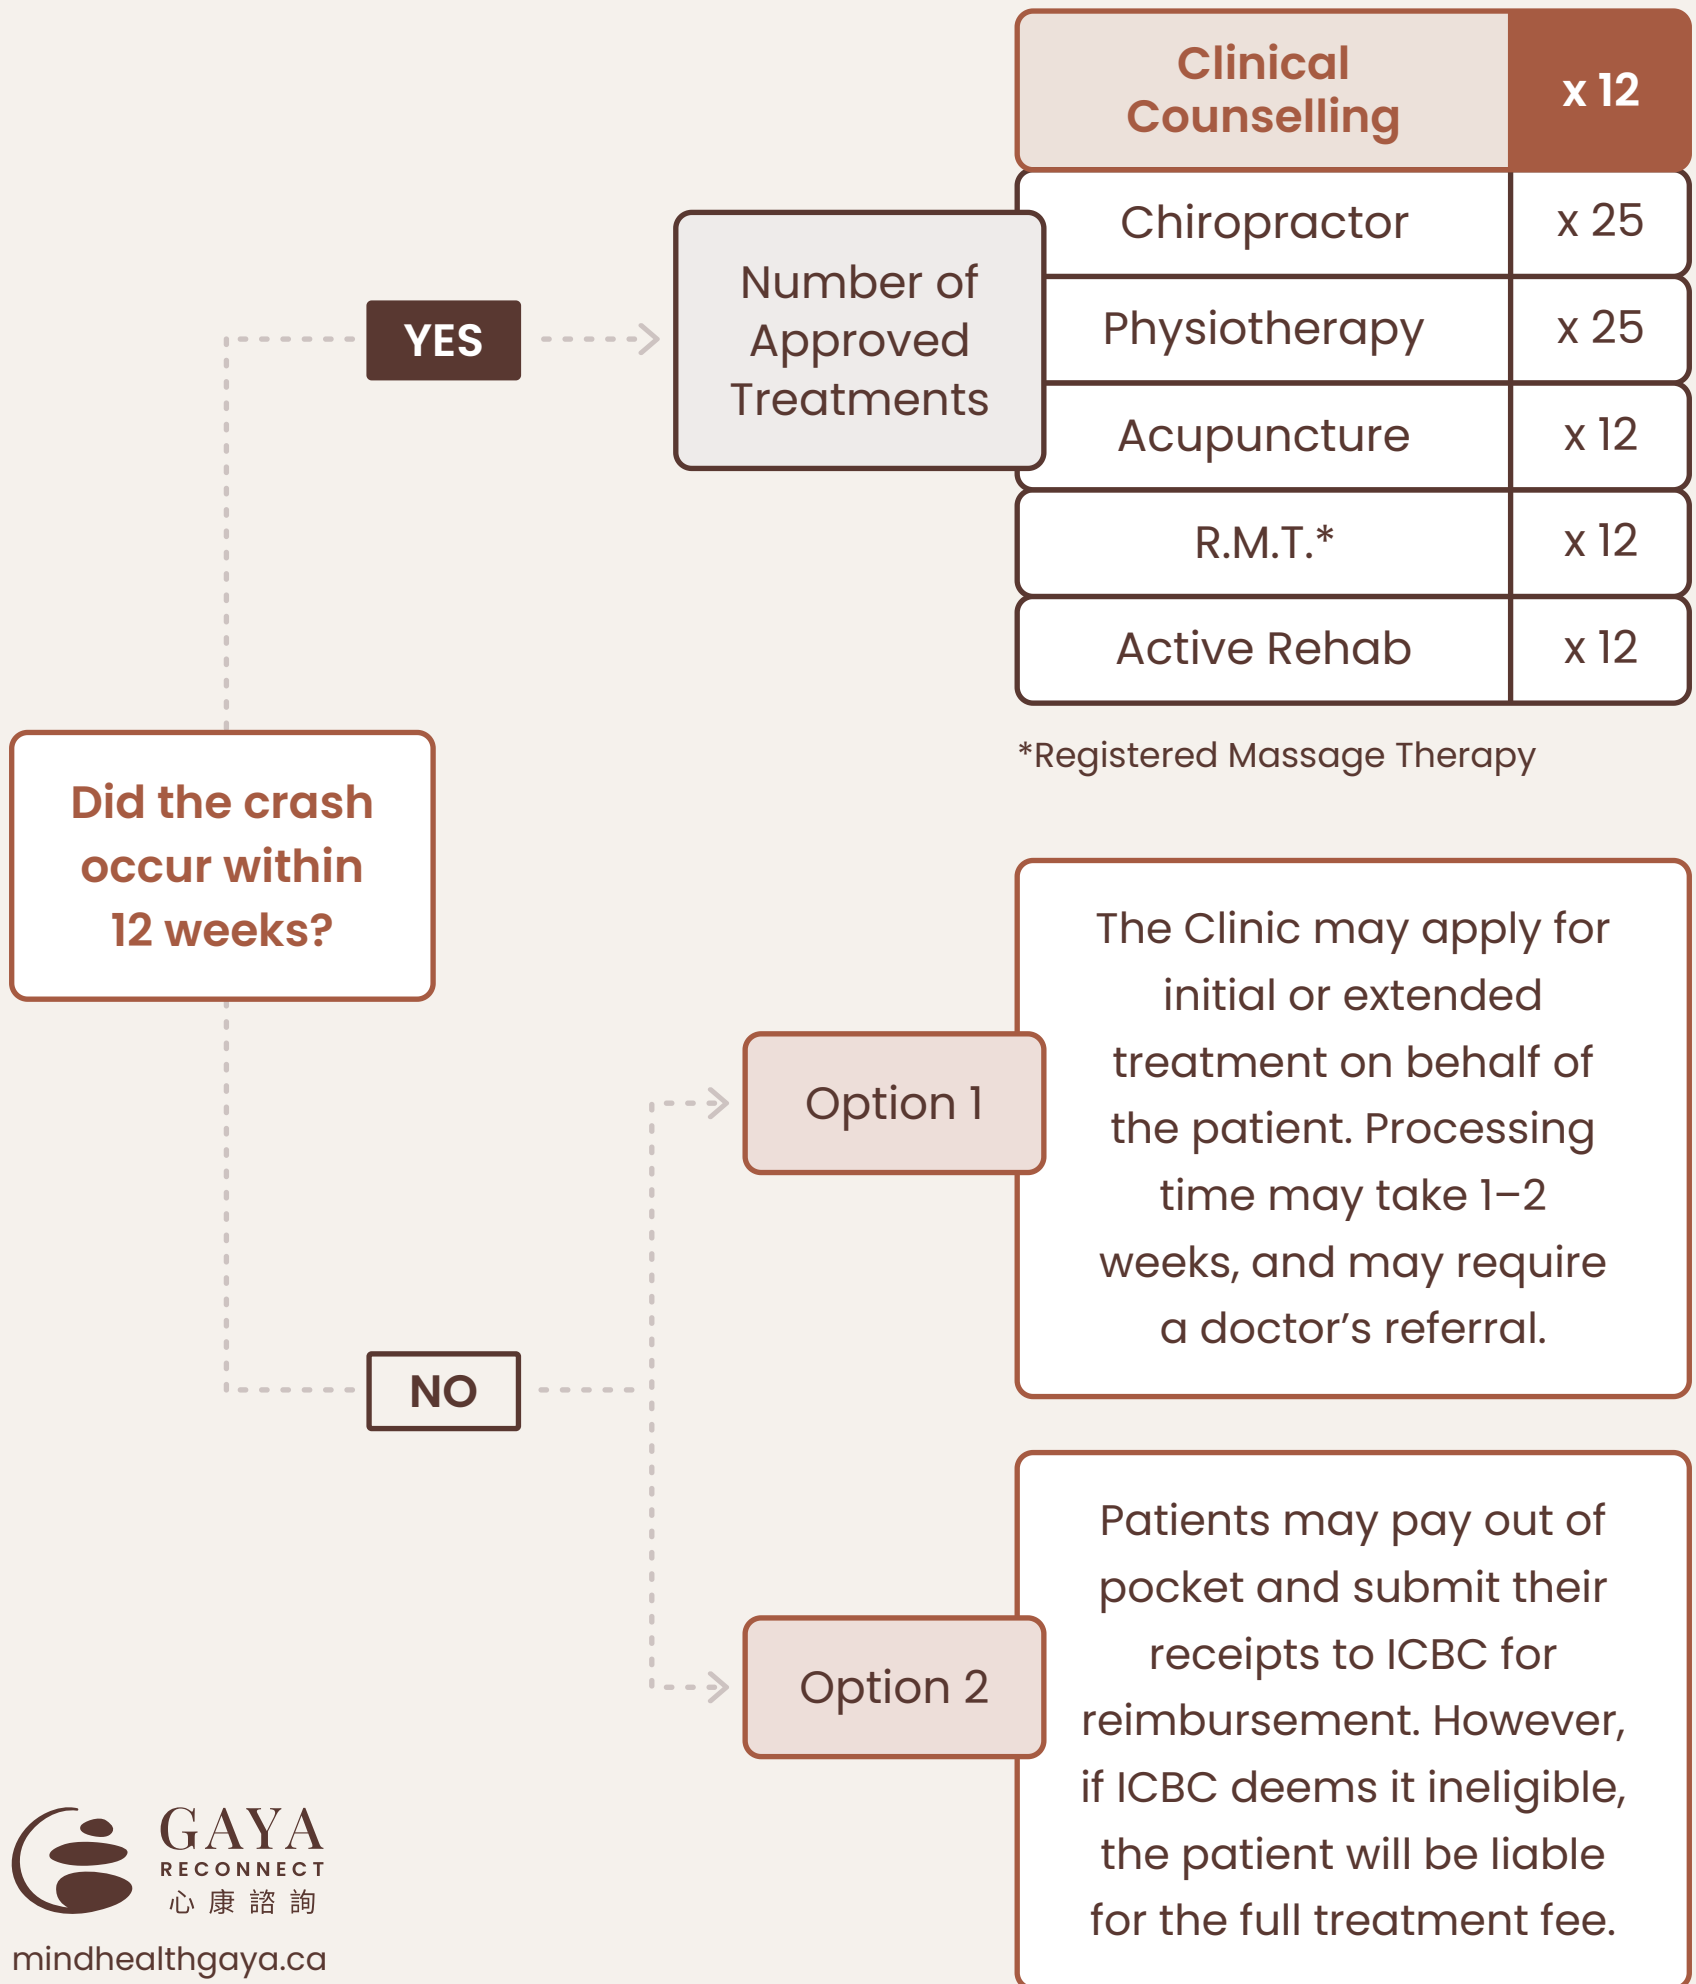 Clinical
Counselling
x 12
Chiropractor
x 25
Physiotherapy
x 25
Acupuncture
x 12
R.M.T.*
x 12
Active Rehab
x 12
*Registered Massage Therapy
YES
Number of
Approved
Treatments
Did the crash
occur within
12 weeks?
NO
Option 1
The Clinic may apply for
initial or extended
treatment on behalf of
the patient. Processing
time may take 1–2
weeks, and may require
a doctor’s referral.
Option 2
Patients may pay out of
pocket and submit their
receipts to ICBC for
reimbursement. However,
if ICBC deems it ineligible,
the patient will be liable
for the full treatment fee.
GAYA
RECONNECT
心康諮詢
mindhealthgaya.ca